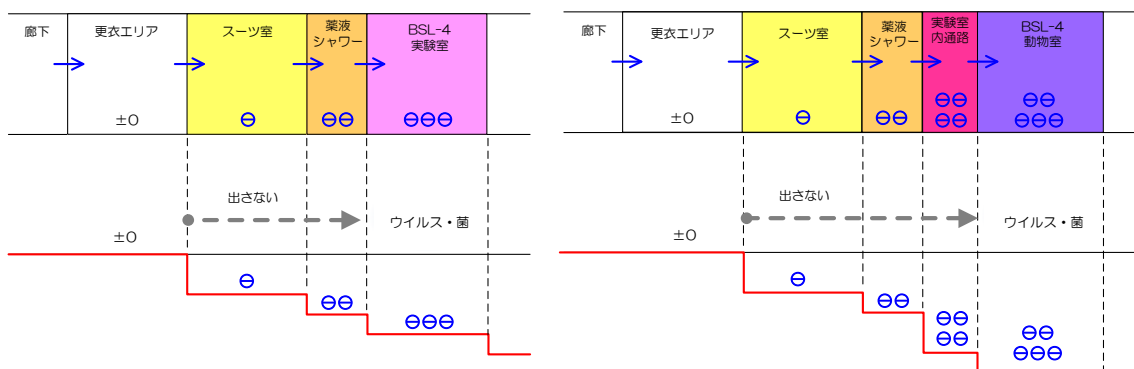 廊下
更衣エリア
スーツ室
薬液
シャワー
BSL-4
実験室
±0
⊖
⊖⊖
⊖⊖⊖
出さない
ウイルス・菌
±0
⊖
⊖⊖
⊖⊖⊖
廊下
更衣エリア
スーツ室
薬液
シャワー
実験室
内通路
BSL-4
動物室
±0
⊖
⊖⊖
⊖⊖
⊖⊖
⊖⊖
⊖⊖⊖
出さない
ウイルス・菌
±0
⊖
⊖⊖
⊖⊖
⊖⊖
⊖⊖
⊖⊖⊖